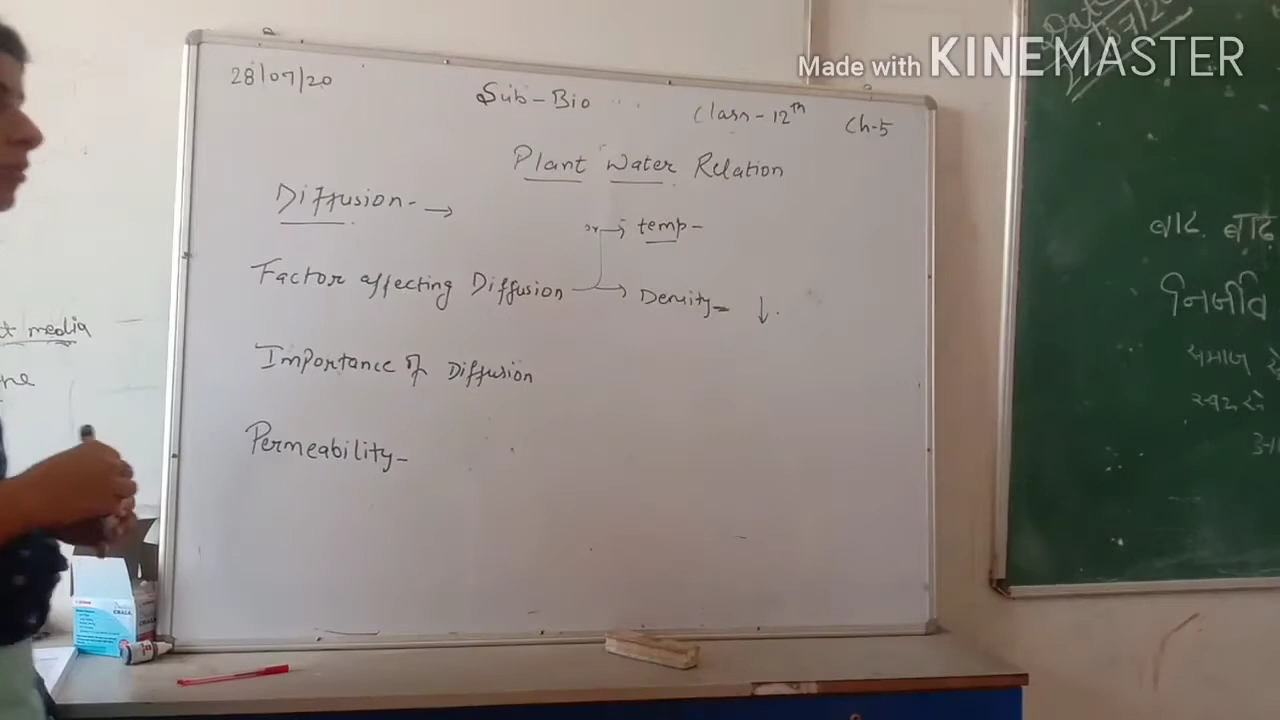 Made with KINEMASTER
28/07/20
Sub-Bio
Class-12th
Ch-5
Plant Water Relation
Diffusion- →
→ temp-
Factor affecting Diffusion → Density= ↓
Importance of Diffusion
Permeability-
media
बाढ़
निर्जीव
समाज
CHALK